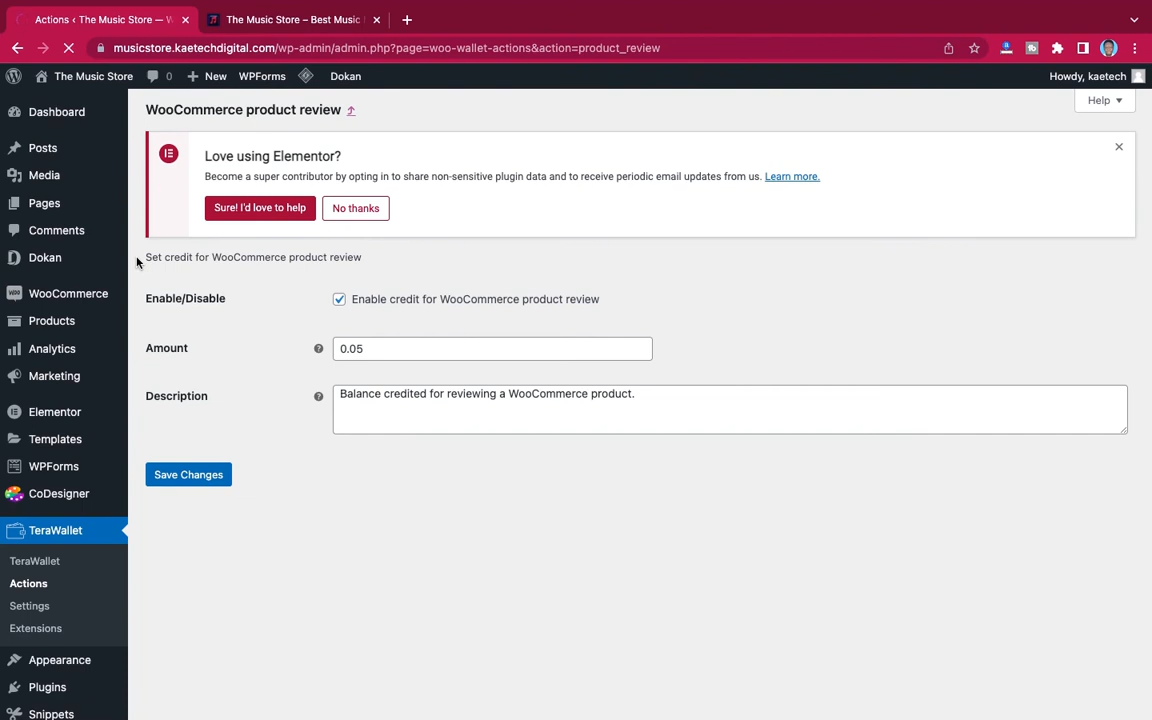 Actions ‹ The Music Store — W
The Music Store – Best Music
musicstore.kaetechdigital.com/wp-admin/admin.php?page=woo-wallet-actions&action=product_review
The Music Store
0
New
WPForms
Dokan
Howdy, kaetech
Dashboard
Posts
Media
Pages
Comments
Dokan
WooCommerce
Products
Analytics
Marketing
Elementor
Templates
WPForms
CoDesigner
TeraWallet
TeraWallet
Actions
Settings
Extensions
Appearance
Plugins
Snippets
WooCommerce product review
Help
Love using Elementor?
Become a super contributor by opting in to share non-sensitive plugin data and to receive periodic email updates from us. Learn more.
Sure! I'd love to help
No thanks
Set credit for WooCommerce product review
Enable/Disable
Enable credit for WooCommerce product review
Amount
0.05
Description
Balance credited for reviewing a WooCommerce product.
Save Changes